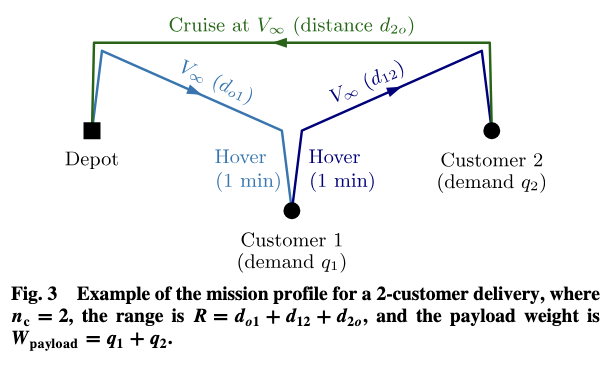 Cruise at V∞ (distance d₂ₒ)
V∞ (dₒ₁)
V∞ (d₁₂)
Depot
Hover
(1 min)
Hover
(1 min)
Customer 2
(demand q₂)
Customer 1
(demand q₁)
Fig. 3 Example of the mission profile for a 2-customer delivery, where
n_c = 2, the range is R = dₒ₁ + d₁₂ + d₂ₒ, and the payload weight is
W_payload = q₁ + q₂.